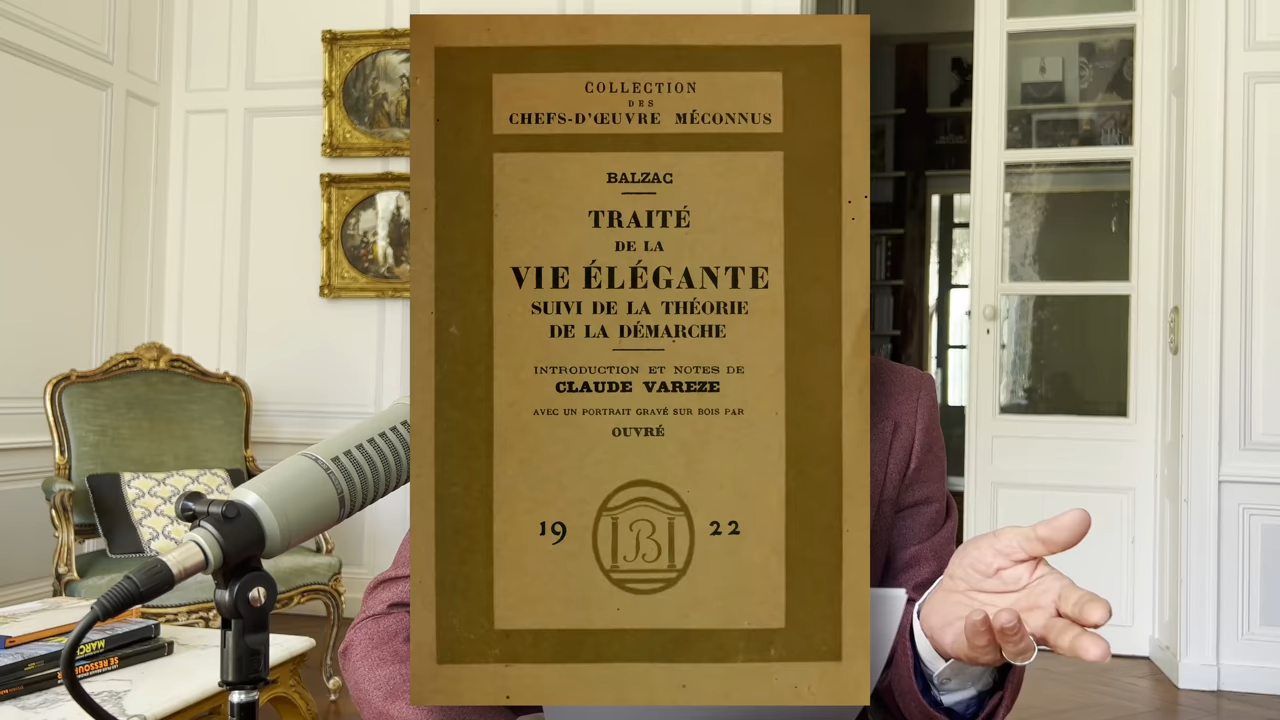 COLLECTION
DES
CHEFS-D'ŒUVRE MÉCONNUS
BALZAC
TRAITÉ
DE LA
VIE ÉLÉGANTE
SUIVI DE LA THÉORIE
DE LA DÉMARCHE
INTRODUCTION ET NOTES DE
CLAUDE VAREZE
AVEC UN PORTRAIT GRAVÉ SUR BOIS PAR
OUVRÉ
19 B 22
MARCH
SE RESSOU